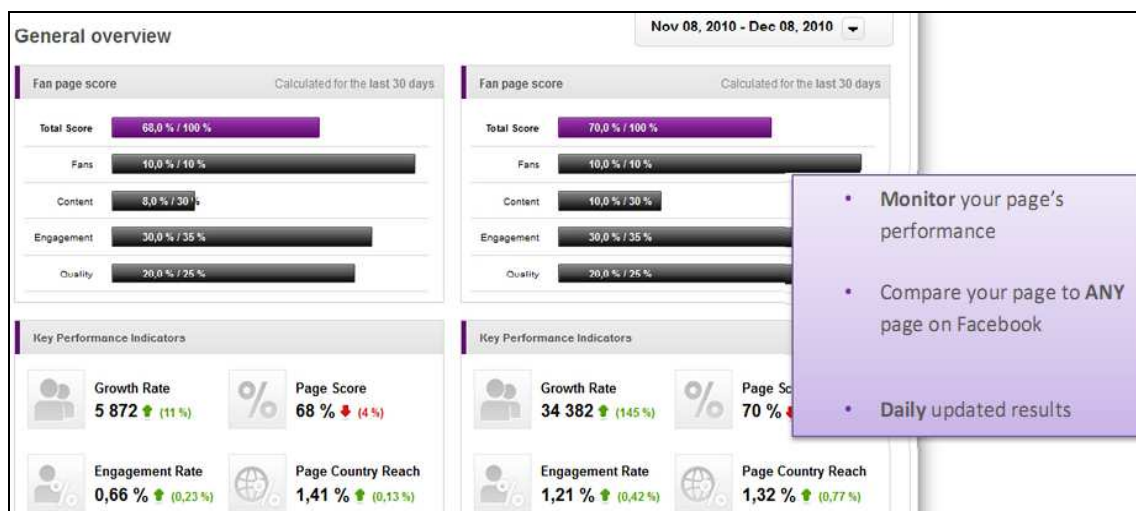 General overview
Nov 08, 2010 - Dec 08, 2010
Fan page score
Calculated for the last 30 days
Total Score
68,0 % / 100 %
Fans
10,0 % / 10 %
Content
8,0 % / 30 %
Engagement
30,0 % / 35 %
Quality
20,0 % / 25 %
Fan page score
Calculated for the last 30 days
Total Score
70,0 % / 100 %
Fans
10,0 % / 10 %
Content
10,0 % / 30 %
Engagement
30,0 % / 35 %
Quality
20,0 % / 25 %
• Monitor your page's
performance
• Compare your page to ANY
page on Facebook
• Daily updated results
Key Performance Indicators
Growth Rate
5 872 (11 %)
Page Score
68 % (4 %)
Engagement Rate
0,66 % (0,23 %)
Page Country Reach
1,41 % (0,13 %)
Key Performance Indicators
Growth Rate
34 382 (145 %)
Page Sc
70 %
Engagement Rate
1,21 % (0,42 %)
Page Country Reach
1,32 % (0,77 %)